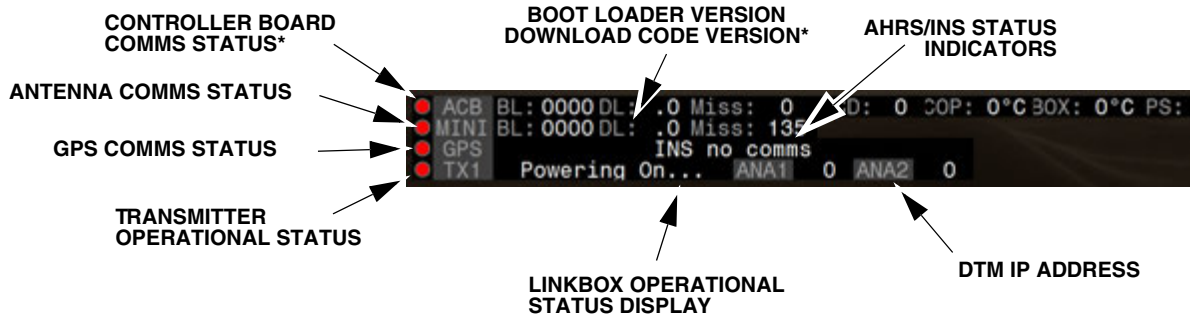 CONTROLLER BOARD
COMMS STATUS*
BOOT LOADER VERSION
DOWNLOAD CODE VERSION*
AHRS/INS STATUS
INDICATORS
ANTENNA COMMS STATUS
GPS COMMS STATUS
TRANSMITTER
OPERATIONAL STATUS
ACB BL: 0000 DL: .0 Miss: 0 D: 0 COP: 0°C BOX: 0°C PS:
MINI BL: 0000 DL: .0 Miss: 135
GPS INS no comms
TX1 Powering On... ANA1 0 ANA2 0
LINKBOX OPERATIONAL
STATUS DISPLAY
DTM IP ADDRESS